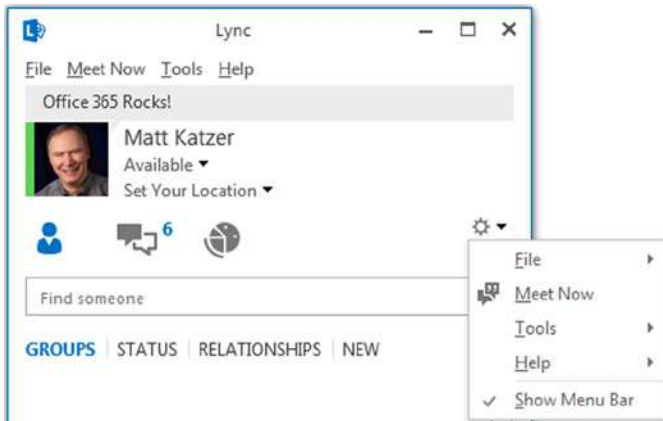 Lync
File Meet Now Tools Help
Office 365 Rocks!
Matt Katzer
Available
Set Your Location
6
Find someone
GROUPS STATUS RELATIONSHIPS NEW
File
Meet Now
Tools
Help
Show Menu Bar